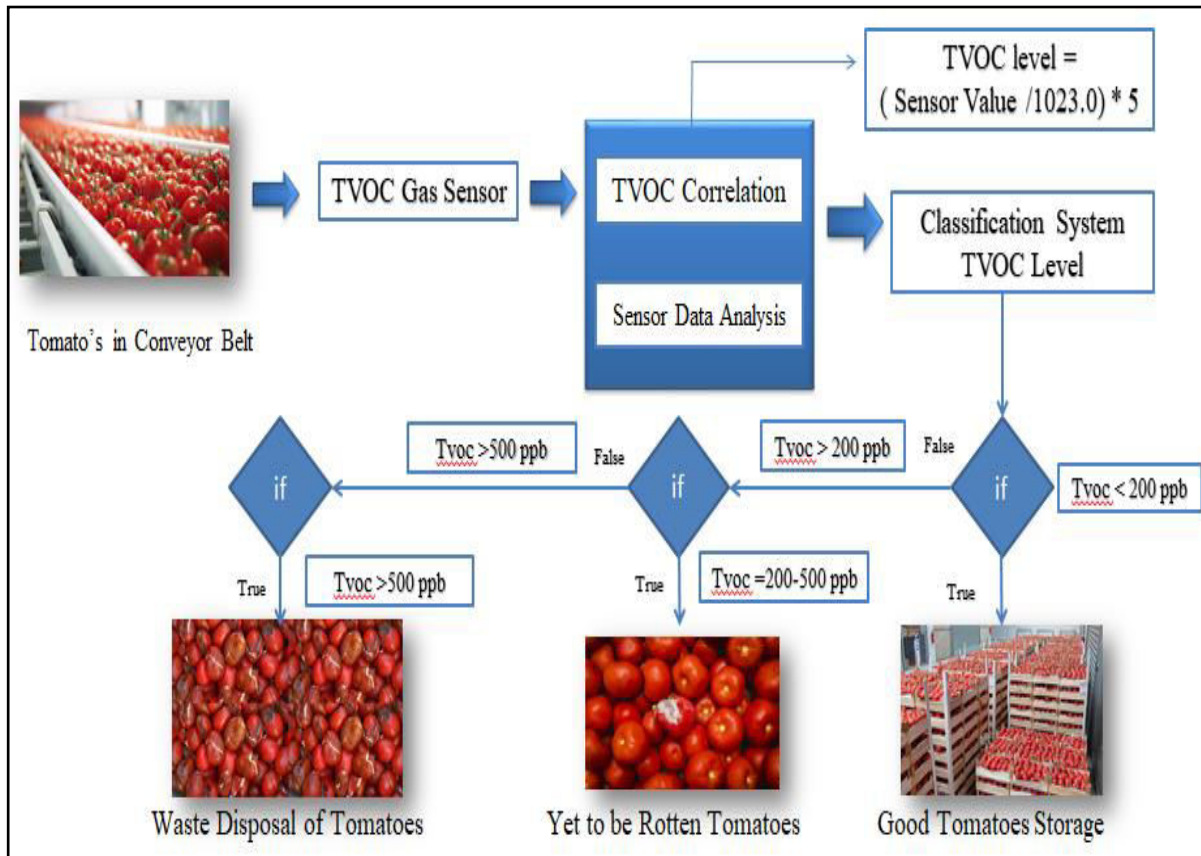 TVOC level =
( Sensor Value /1023.0) * 5
TVOC Gas Sensor
TVOC Correlation
Sensor Data Analysis
Classification System
TVOC Level
Tomato’s in Conveyor Belt
Tvoc >500 ppb
False
Tvoc > 200 ppb
False
if
if
if
Tvoc < 200 ppb
True
Tvoc >500 ppb
True
Tvoc =200-500 ppb
True
Waste Disposal of Tomatoes
Yet to be Rotten Tomatoes
Good Tomatoes Storage